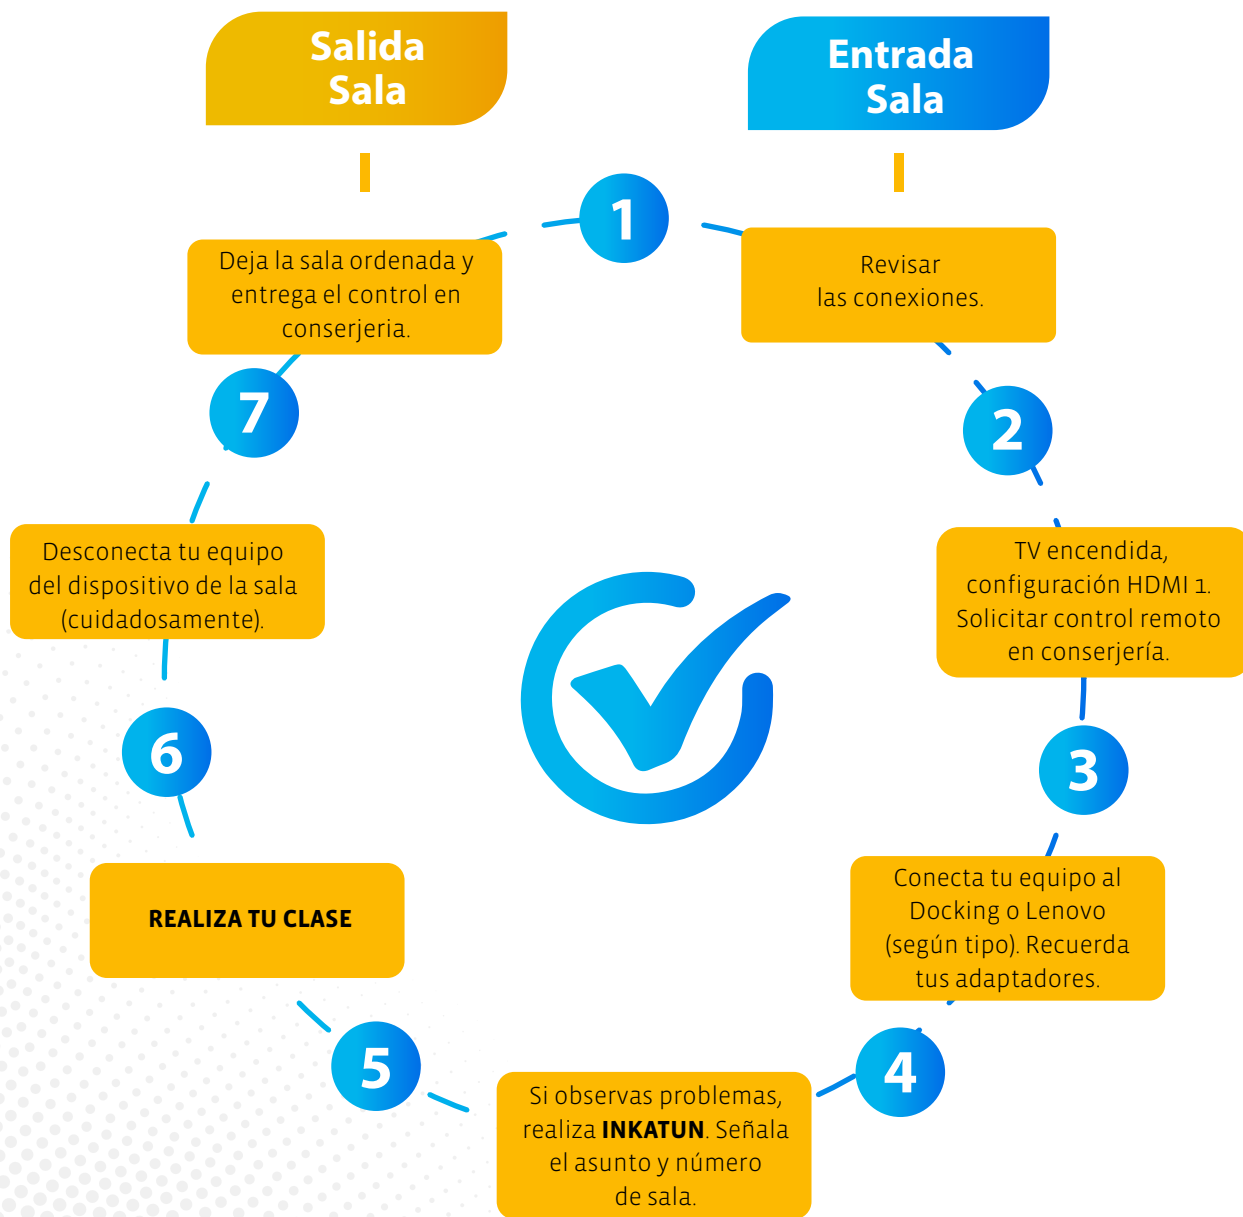 Salida
Sala
Entrada
Sala
1
Revisar
las conexiones.
2
TV encendida,
configuración HDMI 1.
Solicitar control remoto
en conserjería.
3
Conecta tu equipo al
Docking o Lenovo
(según tipo). Recuerda
tus adaptadores.
4
Si observas problemas,
realiza INKATUN. Señala
el asunto y número
de sala.
5
REALIZA TU CLASE
6
Desconecta tu equipo
del dispositivo de la sala
(cuidadosamente).
7
Deja la sala ordenada y
entrega el control en
conserjeria.